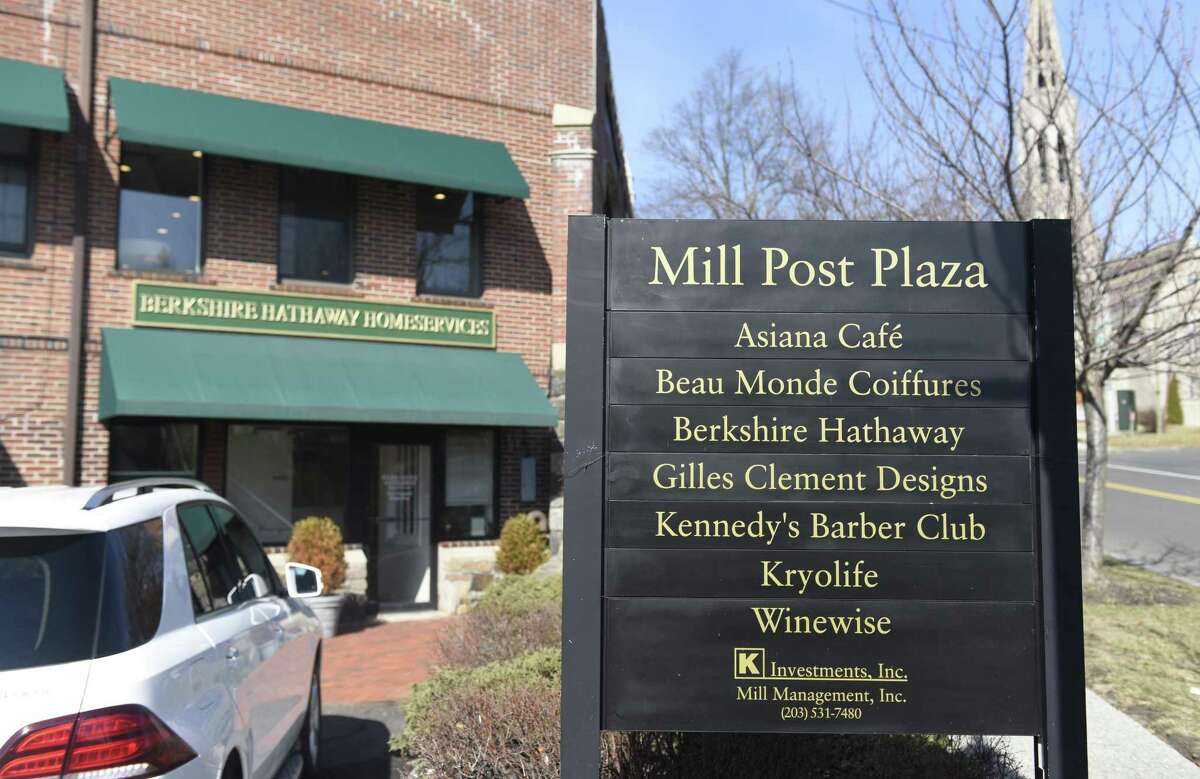 BERKSHIRE HATHAWAY HOMESERVICES
Mill Post Plaza
Asiana Café
Beau Monde Coiffures
Berkshire Hathaway
Gilles Clement Designs
Kennedy's Barber Club
Kryolife
Winewise
K Investments, Inc.
Mill Management, Inc.
(203) 531-7480